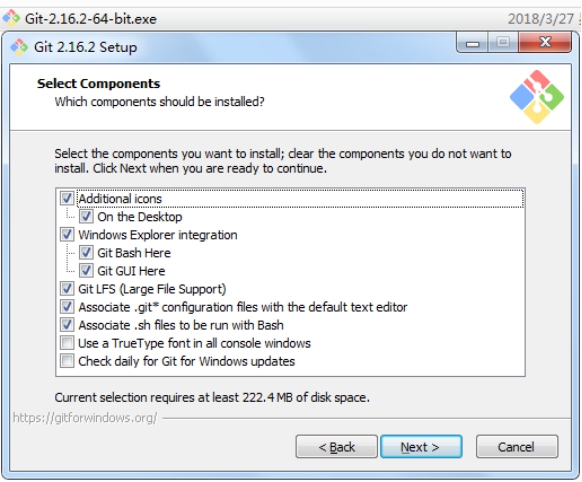 Git-2.16.2-64-bit.exe 2018/3/27
Git 2.16.2 Setup
Select Components
Which components should be installed?
Select the components you want to install; clear the components you do not want to
install. Click Next when you are ready to continue.
Additional icons
On the Desktop
Windows Explorer integration
Git Bash Here
Git GUI Here
Git LFS (Large File Support)
Associate .git* configuration files with the default text editor
Associate .sh files to be run with Bash
Use a TrueType font in all console windows
Check daily for Git for Windows updates
Current selection requires at least 222.4 MB of disk space.
https://gitforwindows.org/
< Back Next > Cancel